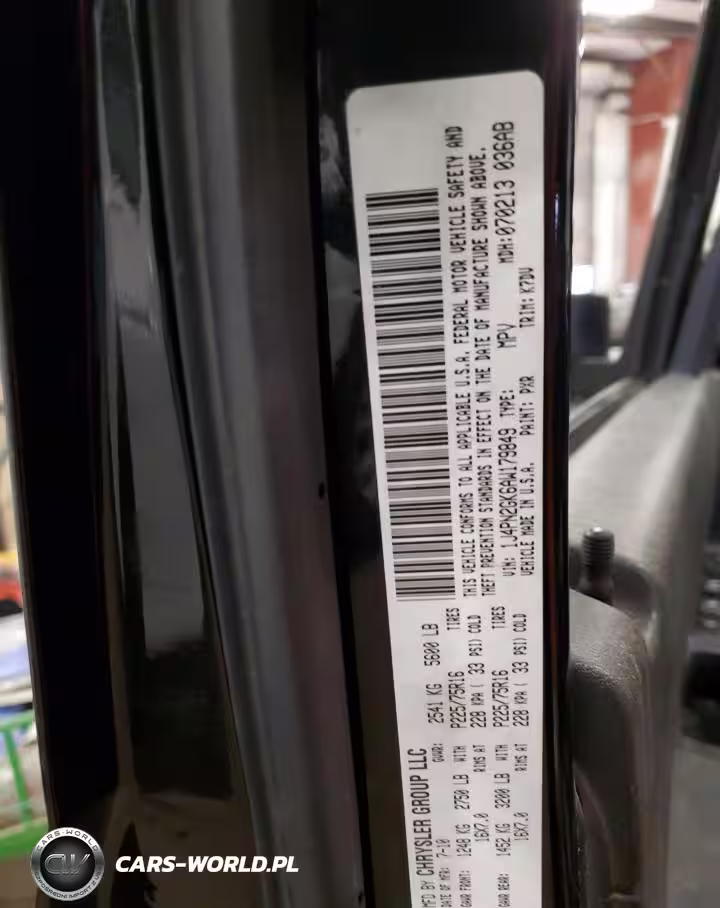 MFD BY CHRYSLER GROUP LLC
DATE OF MFR: 7-10 GVWR: 2541 KG 5600 LB
GAWR FRONT: 1248 KG 2750 LB WITH P225/75R16 TIRES
16X7.0 RIMS AT 228 KPA ( 33 PSI) COLD
GAWR REAR: 1452 KG 3200 LB WITH P225/75R16 TIRES
16X7.0 RIMS AT 228 KPA ( 33 PSI) COLD
THIS VEHICLE CONFORMS TO ALL APPLICABLE U.S.A. FEDERAL MOTOR VEHICLE SAFETY AND
THEFT PREVENTION STANDARDS IN EFFECT ON THE DATE OF MANUFACTURE SHOWN ABOVE.
VIN: 1J4PN2GK6AW179849 TYPE: MPV MDH:070213 036AB
VEHICLE MADE IN U.S.A. PAINT: PXR TRIM: K7DV
CARS-WORLD
CW
CARS-WORLD.PL